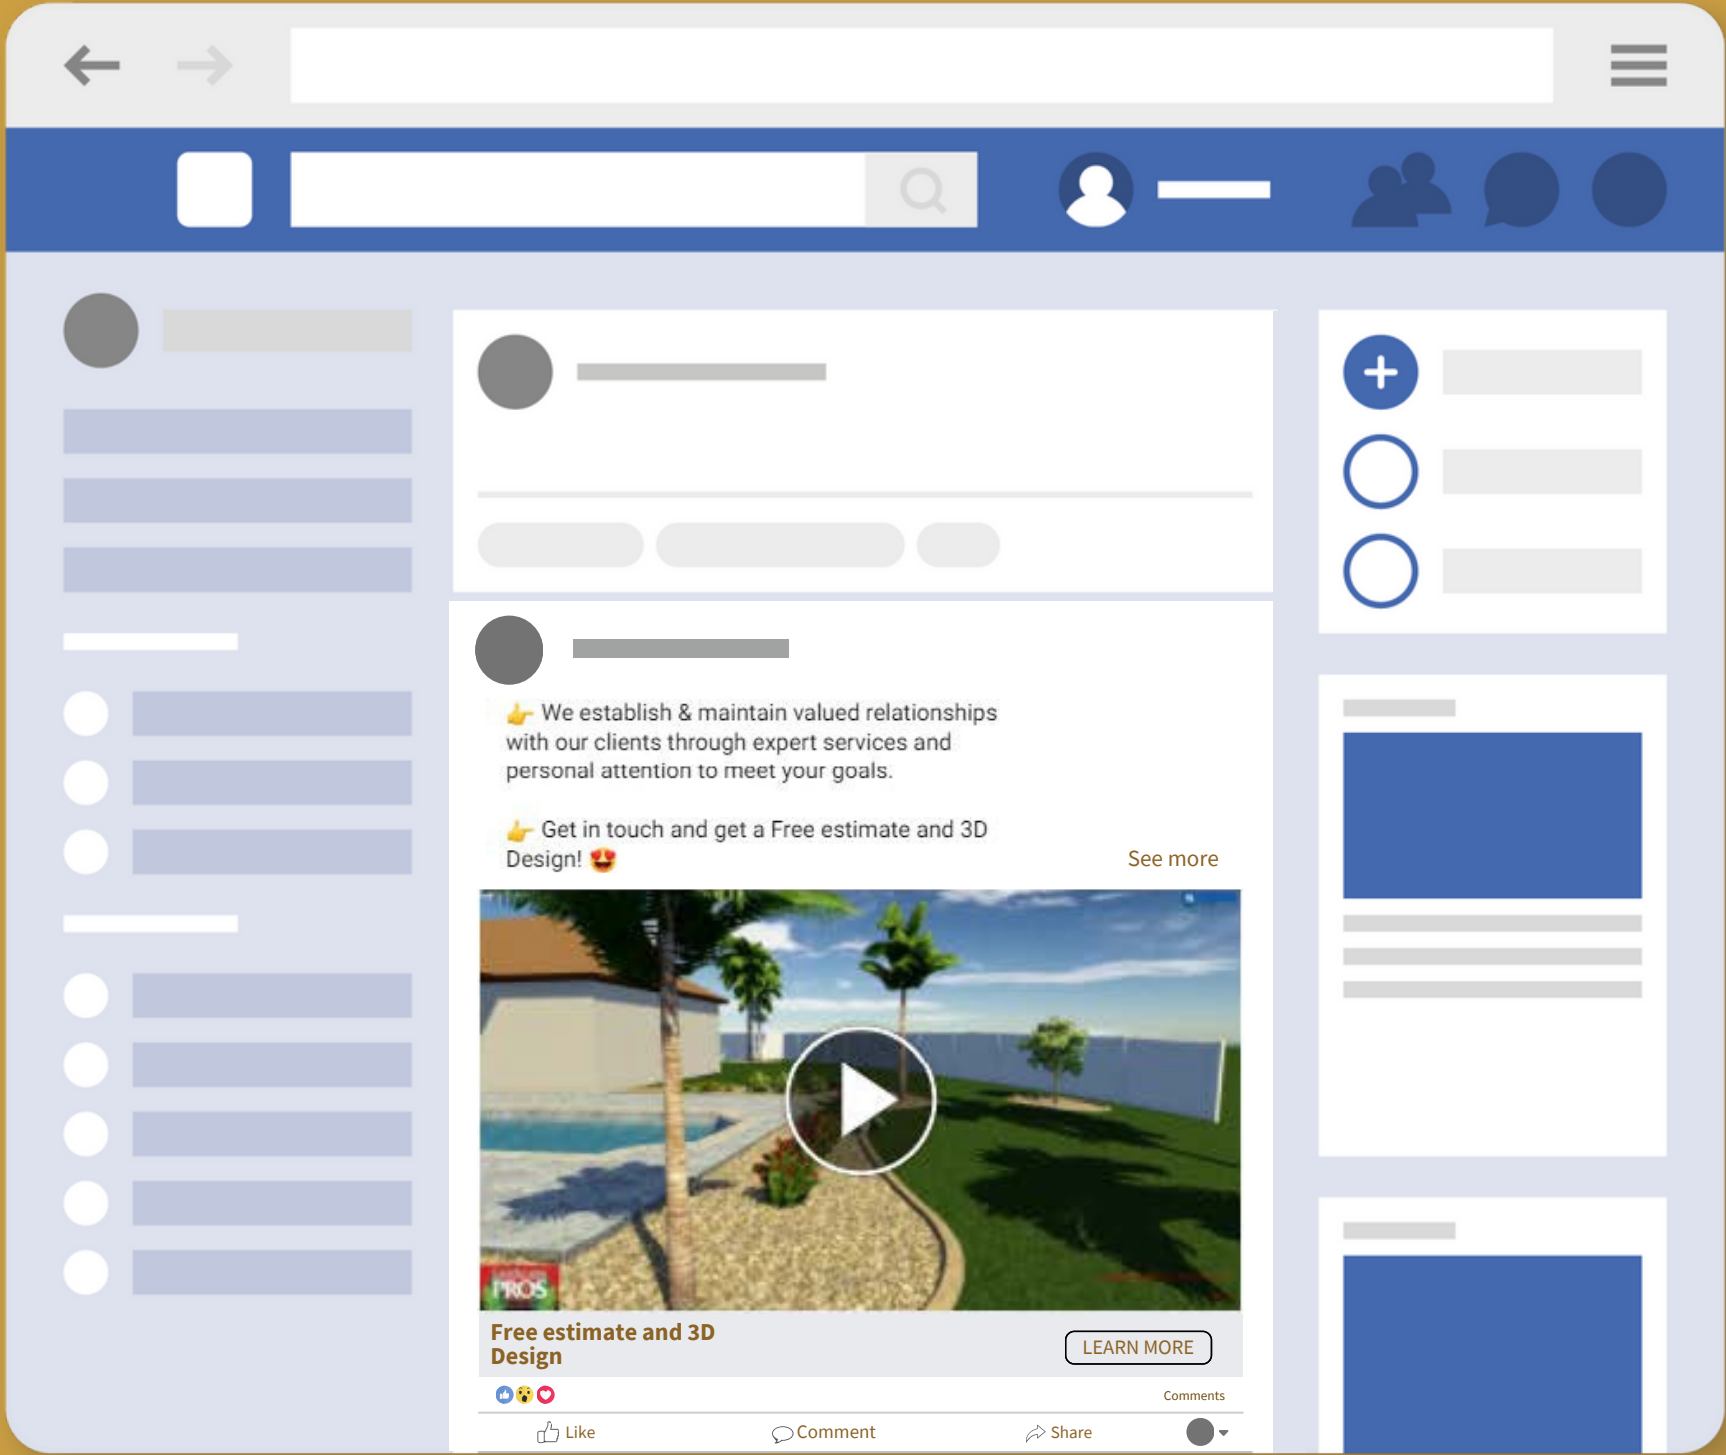 👉 We establish & maintain valued relationships
with our clients through expert services and
personal attention to meet your goals.
👉 Get in touch and get a Free estimate and 3D
Design! 😍
See more
PROS
Free estimate and 3D
Design
LEARN MORE
Comments
Like
Comment
Share